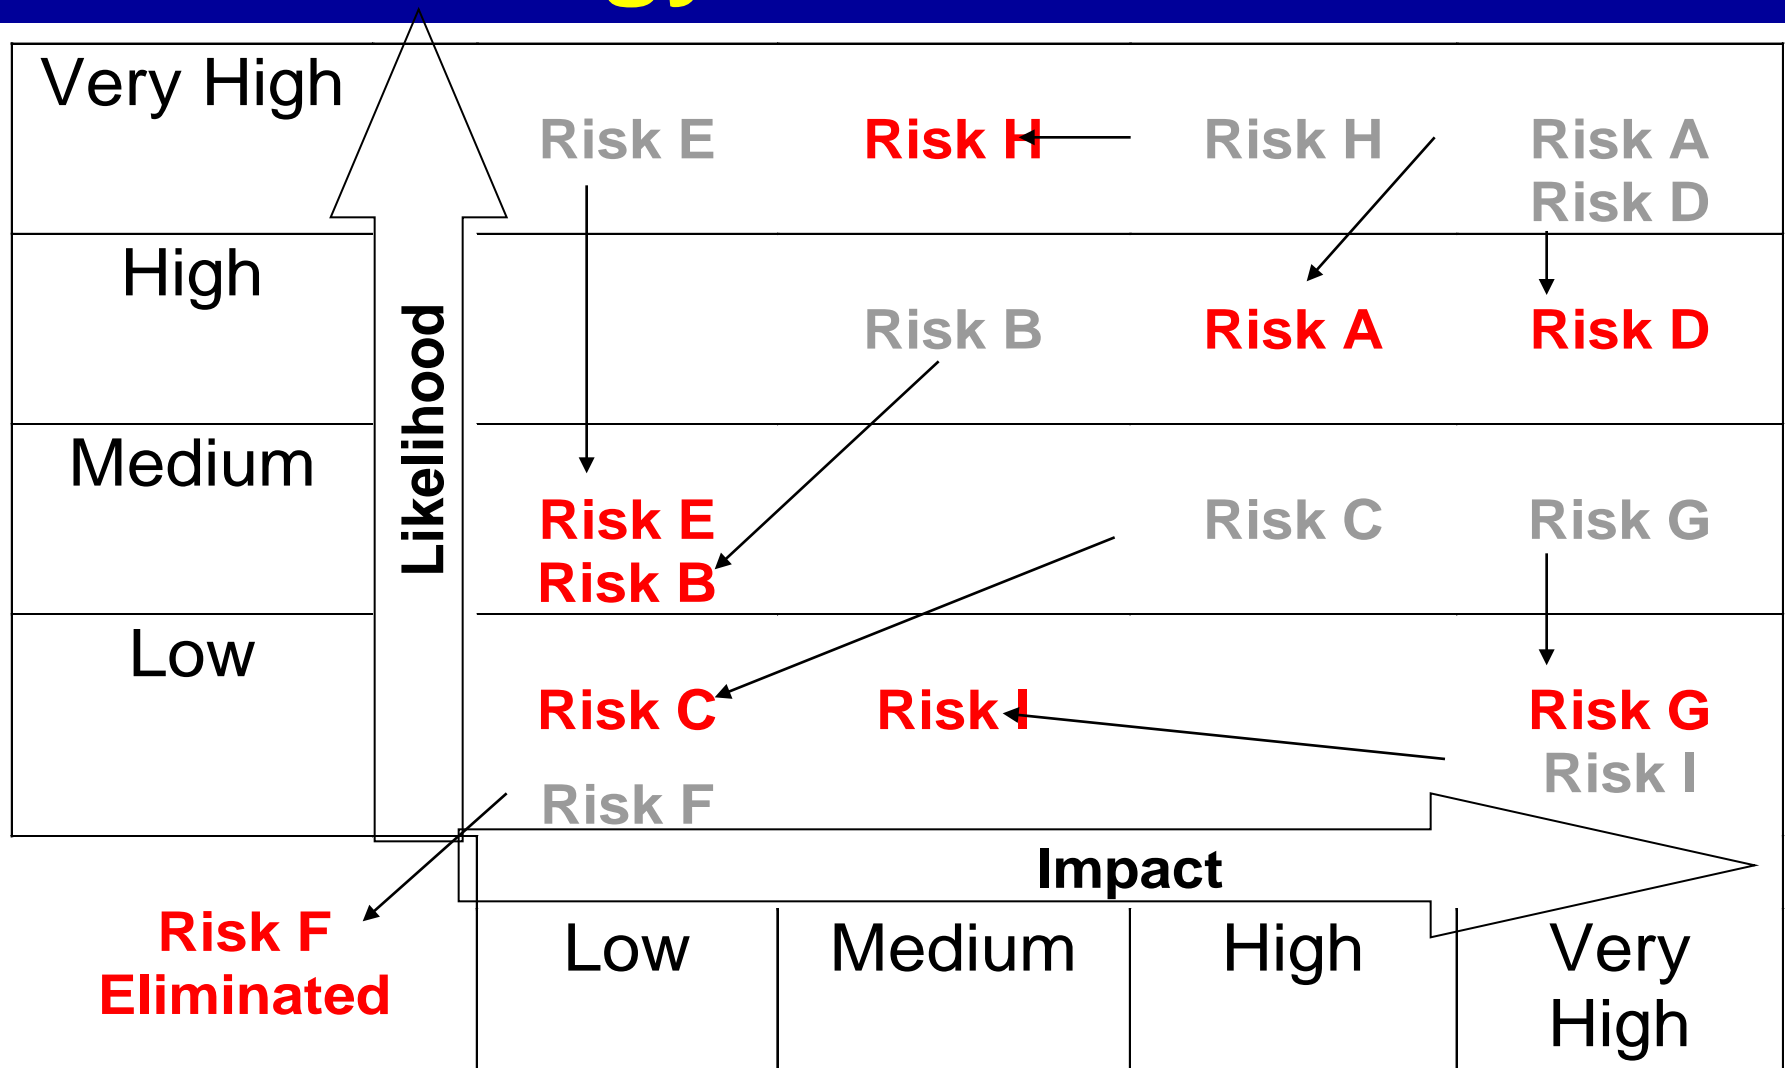 Very High
Risk E
Risk H
Risk H
Risk A
Risk D
High
Risk B
Risk A
Risk D
Likelihood
Medium
Risk E
Risk B
Risk C
Risk G
Low
Risk C
Risk I
Risk G
Risk I
Risk F
Impact
Risk F
Eliminated
Low
Medium
High
Very
High